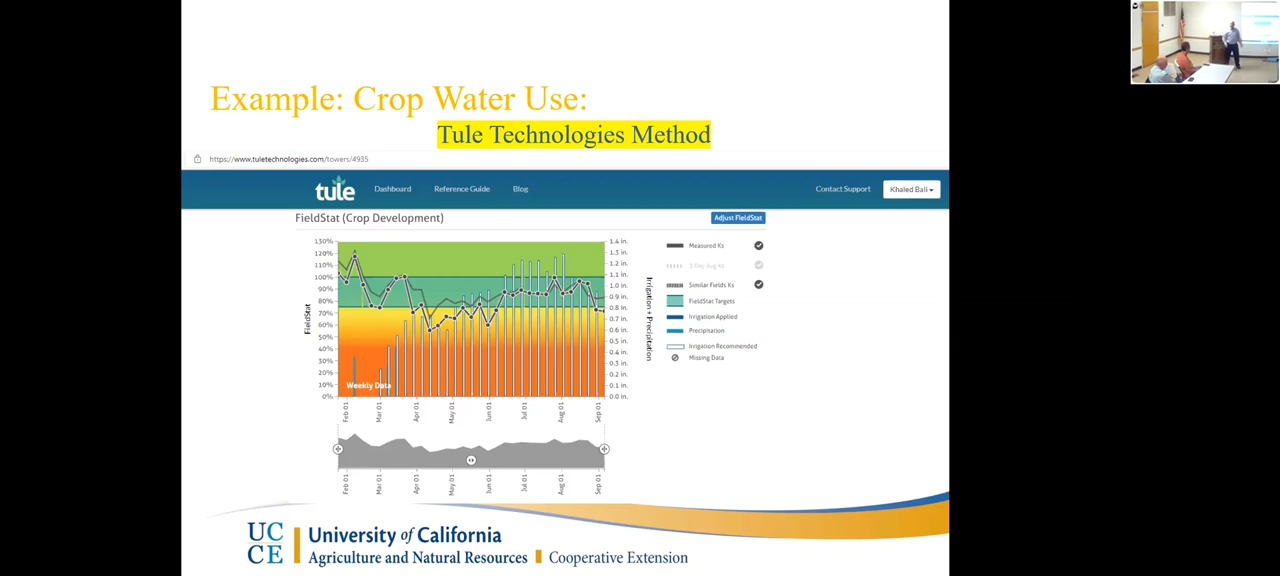 Example: Crop Water Use:
Tule Technologies Method
https://www.tuletechnologies.com/towers/4935
tule
Dashboard
Reference Guide
Blog
Contact Support
Khaled Bali
FieldStat (Crop Development)
Adjust FieldStat
130%
120%
110%
100%
90%
80%
70%
60%
50%
40%
30%
20%
10%
0%
FieldStat
Weekly Data
1.4 in.
1.3 in.
1.2 in.
1.1 in.
1.0 in.
0.9 in.
0.8 in.
0.7 in.
0.6 in.
0.5 in.
0.4 in.
0.3 in.
0.2 in.
0.1 in.
0.0 in.
Irrigation + Precipitation
Feb 01
Mar 01
Apr 01
May 01
Jun 01
Jul 01
Aug 01
Sep 01
Feb 01
Mar 01
Apr 01
May 01
Jun 01
Jul 01
Aug 01
Sep 01
Measured Ks
3 Day Avg Ks
Similar Fields Ks
FieldStat Targets
Irrigation Applied
Precipitation
Irrigation Recommended
Missing Data
UC
CE
University of California
Agriculture and Natural Resources
Cooperative Extension